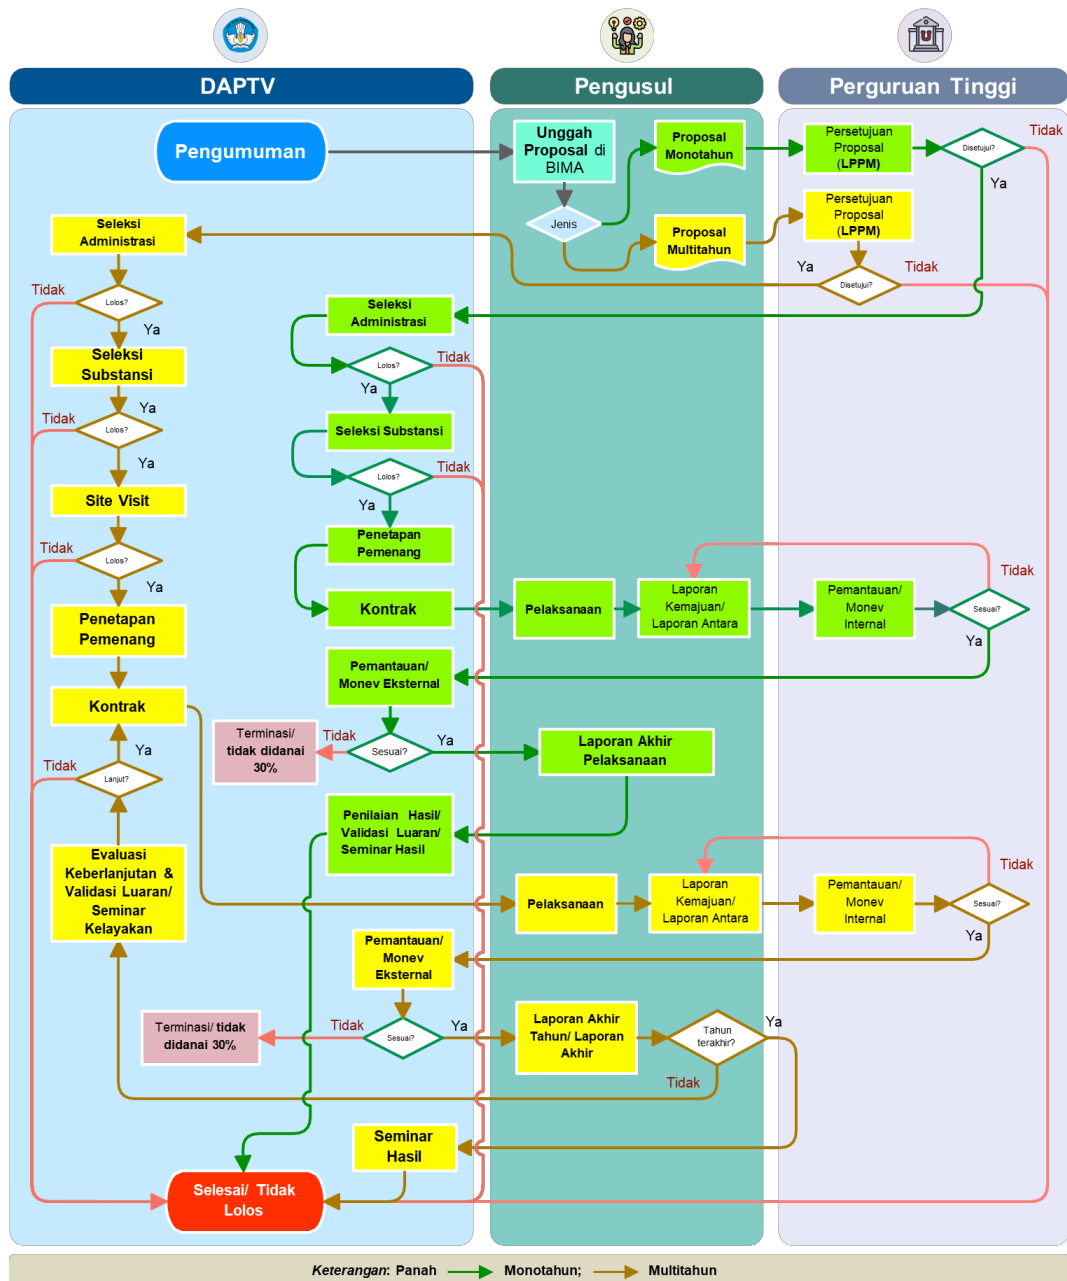 DAPTV
Pengusul
Perguruan Tinggi
Pengumuman
Unggah
Proposal di
BIMA
Proposal
Monotahun
Persetujuan
Proposal
(LPPM)
Disetujui?
Tidak
Ya
Jenis
Proposal
Multitahun
Persetujuan
Proposal
(LPPM)
Ya
Disetujui?
Tidak
Seleksi
Administrasi
Tidak
Lolos?
Ya
Seleksi
Substansi
Ya
Tidak
Lolos?
Ya
Site Visit
Tidak
Lolos?
Ya
Penetapan
Pemenang
Kontrak
Ya
Tidak
Lanjut?
Evaluasi
Keberlanjutan &
Validasi Luaran/
Seminar
Kelayakan
Seleksi
Administrasi
Lolos?
Tidak
Ya
Seleksi Substansi
Lolos?
Tidak
Ya
Penetapan
Pemenang
Kontrak
Pelaksanaan
Laporan
Kemajuan/
Laporan Antara
Pemantauan/
Monev
Internal
Sesuai?
Tidak
Ya
Pemantauan/
Monev Eksternal
Terminasi/
tidak didanai
30%
Tidak
Sesuai?
Ya
Laporan Akhir
Pelaksanaan
Penilaian Hasil/
Validasi Luaran/
Seminar Hasil
Pelaksanaan
Laporan
Kemajuan/
Laporan Antara
Pemantauan/
Monev
Internal
Sesuai?
Tidak
Ya
Pemantauan/
Monev
Eksternal
Terminasi/ tidak
didanai 30%
Tidak
Sesuai?
Ya
Laporan Akhir
Tahun/ Laporan
Akhir
Tahun
terakhir?
Ya
Tidak
Seminar
Hasil
Selesai/ Tidak
Lolos
Keterangan: Panah Monotahun; Multitahun